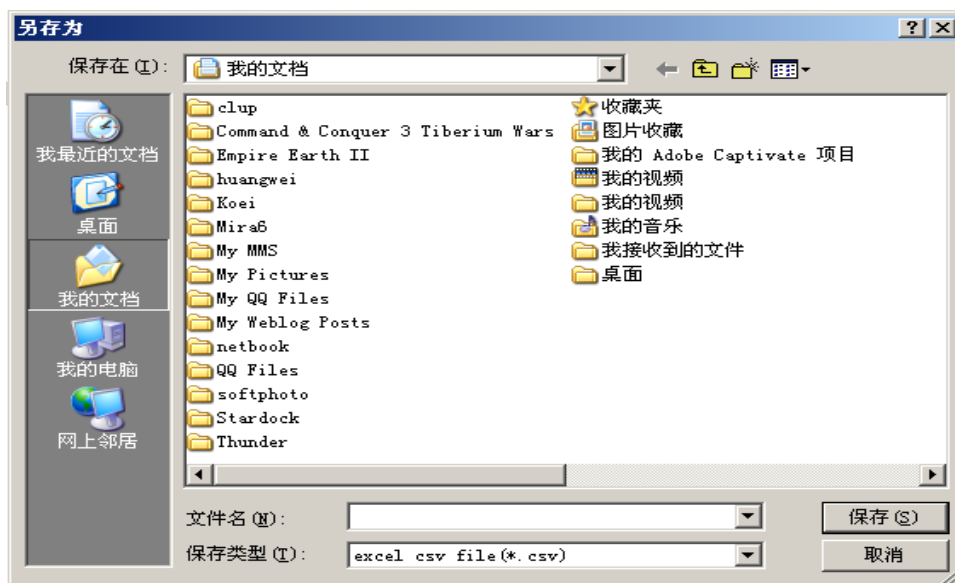 另存为
保存在(I):
我的文档
我最近的文档
桌面
我的文档
我的电脑
网上邻居
clup
Command & Conquer 3 Tiberium Wars
Empire Earth II
huangwei
Koei
Mira6
My MMS
My Pictures
My QQ Files
My Weblog Posts
netbook
QQ Files
softphoto
Stardock
Thunder
收藏夹
图片收藏
我的 Adobe Captivate 项目
我的视频
我的视频
我的音乐
我接收到的文件
桌面
文件名(N):
保存(S)
保存类型(T):
excel csv file(*.csv)
取消